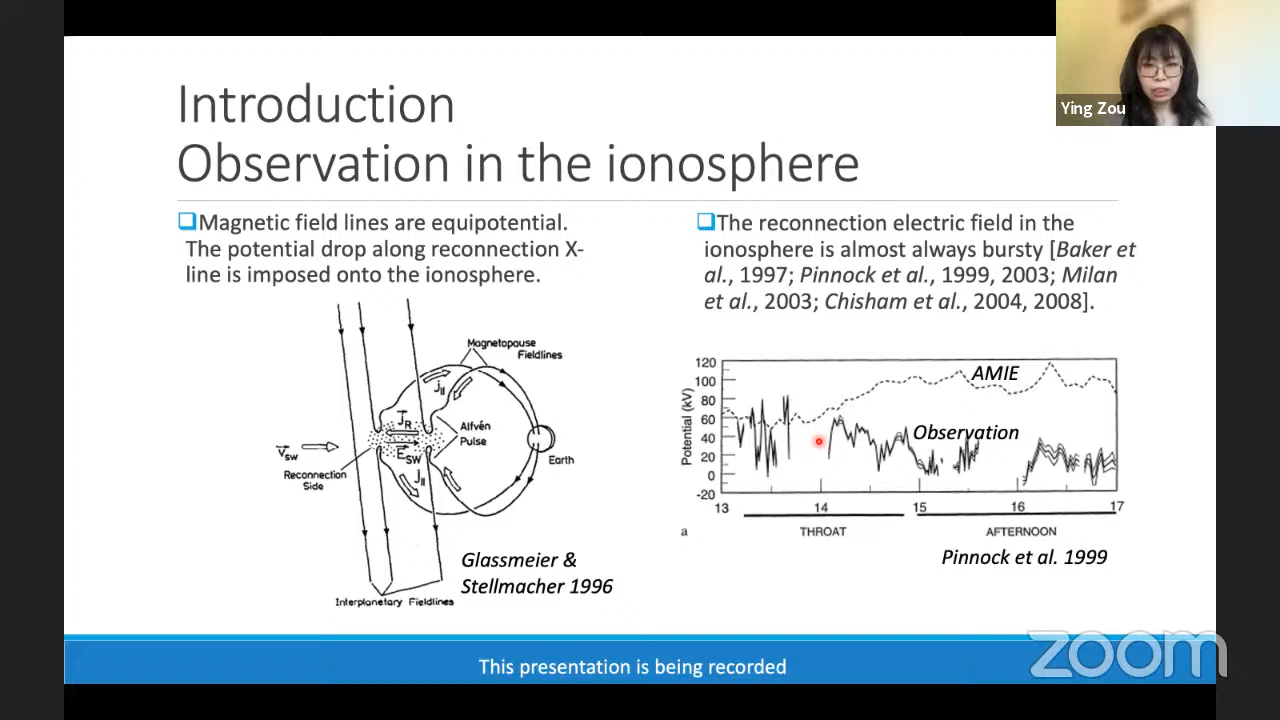 Ying Zou
Introduction
Observation in the ionosphere
Magnetic field lines are equipotential.
The potential drop along reconnection X-
line is imposed onto the ionosphere.
The reconnection electric field in the
ionosphere is almost always bursty [Baker et
al., 1997; Pinnock et al., 1999, 2003; Milan
et al., 2003; Chisham et al., 2004, 2008].
Magnetopause
Fieldlines
j||
J_R
Alfvén
Pulse
V_sw
E_SW
Reconnection
Side
J||
Earth
Interplanetary Fieldlines
Glassmeier &
Stellmacher 1996
Potential (kV)
120
100
80
60
40
20
0
-20
AMIE
Observation
13 14 15 16 17
a
THROAT AFTERNOON
Pinnock et al. 1999
This presentation is being recorded
zoom